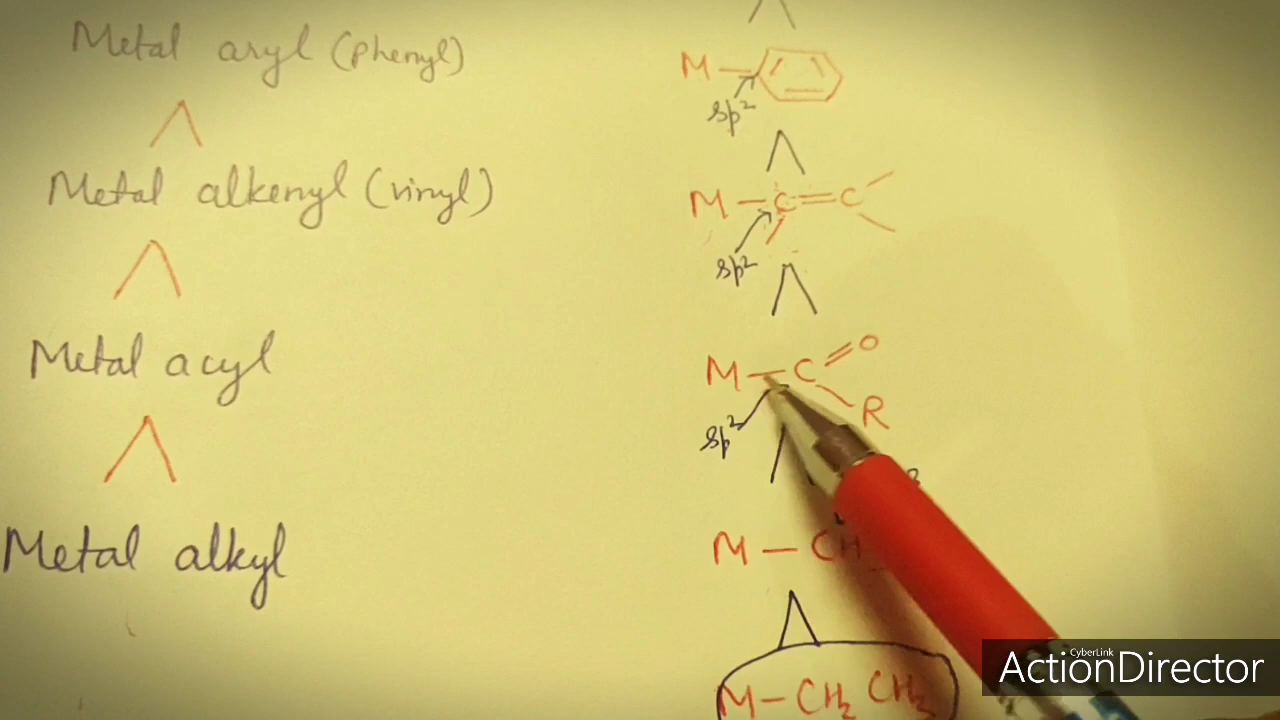 Metal aryl (phenyl)
M
sp²
Metal alkenyl (vinyl)
M — C = C
sp²
Metal acyl
M — C
O
R
sp²
Metal alkyl
M — CH
M — CH₂ CH₂
CyberLink
ActionDirector